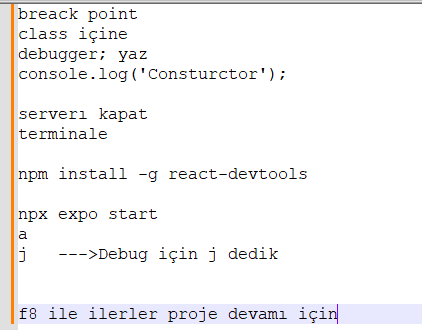 breack point
class içine
debugger; yaz
console.log('Consturctor');
serverı kapat
terminale
npm install -g react-devtools
npx expo start
a
j --->Debug için j dedik
f8 ile ilerler proje devamı için